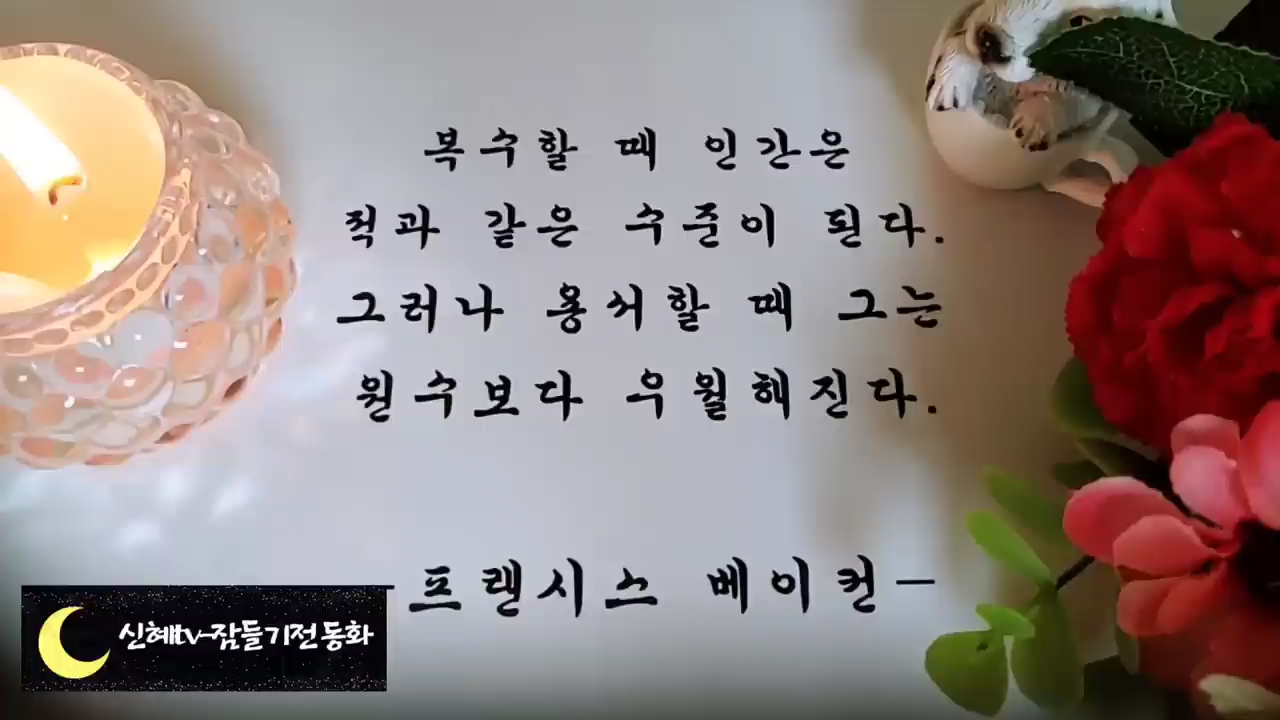 복수할 때 인간은
적과 같은 수준이 된다.
그러나 용서할 때 그는
원수보다 우월해진다.
-프랜시스 베이컨-
신혜tv-잠들기전 동화